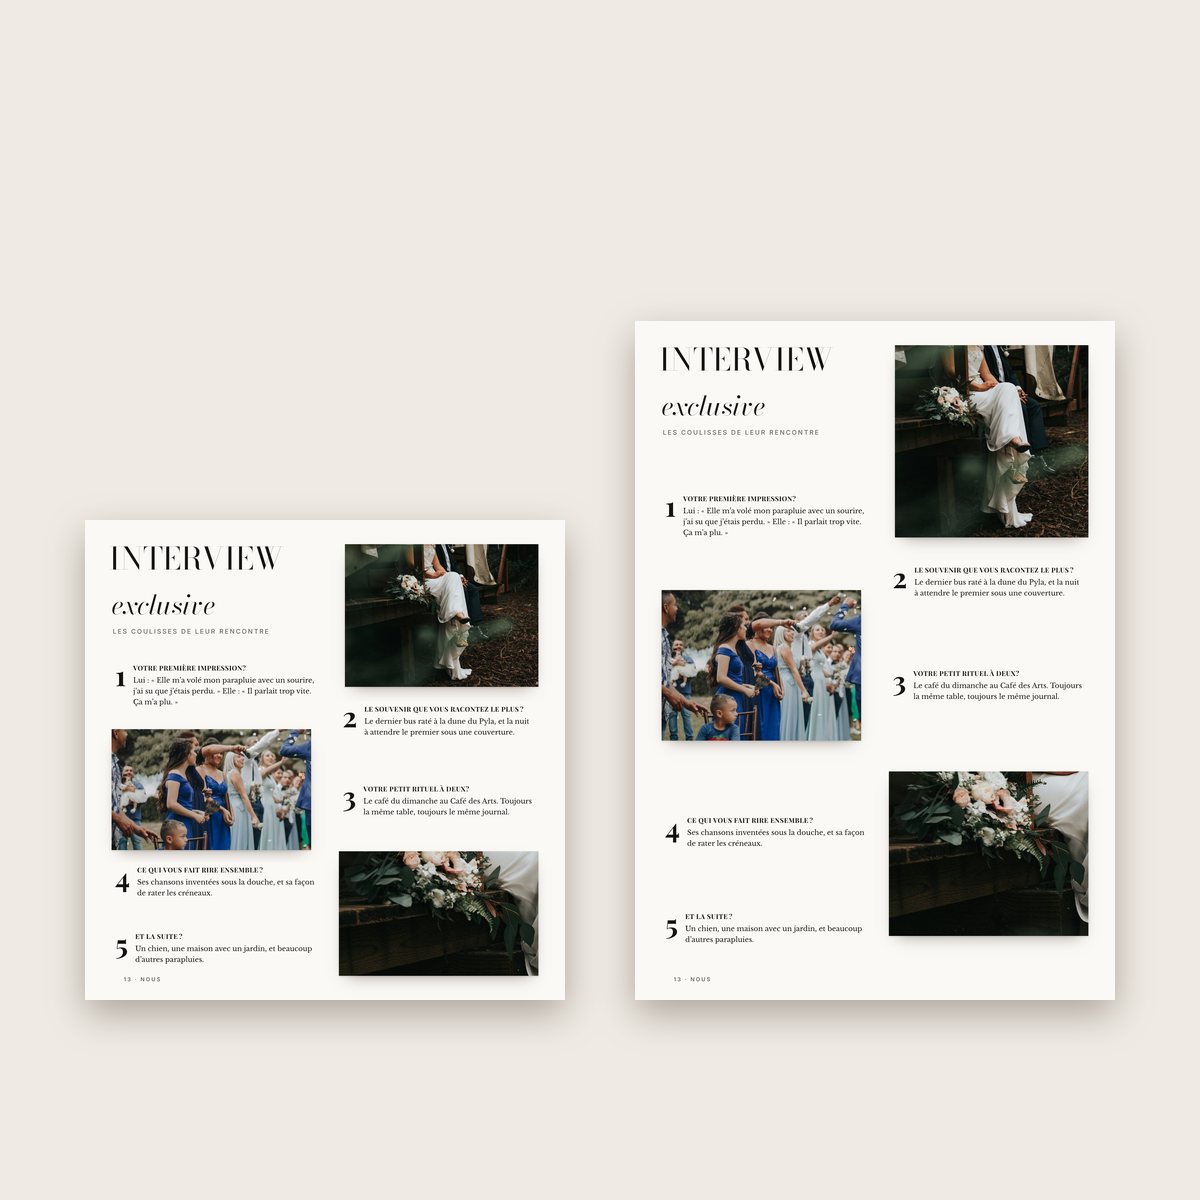 INTERVIEW
exclusive
LES COULISSES DE LEUR RENCONTRE
1
VOTRE PREMIÈRE IMPRESSION?
Lui : « Elle m'a volé mon parapluie avec un sourire,
j'ai su que j'étais perdu. » Elle : « Il parlait trop vite.
Ça m'a plu. »
2
LE SOUVENIR QUE VOUS RACONTEZ LE PLUS ?
Le dernier bus raté à la dune du Pyla, et la nuit
à attendre le premier sous une couverture.
3
VOTRE PETIT RITUEL À DEUX?
Le café du dimanche au Café des Arts. Toujours
la même table, toujours le même journal.
4
CE QUI VOUS FAIT RIRE ENSEMBLE ?
Ses chansons inventées sous la douche, et sa façon
de rater les créneaux.
5
ET LA SUITE ?
Un chien, une maison avec un jardin, et beaucoup
d'autres parapluies.
13 - NOUS
INTERVIEW
exclusive
LES COULISSES DE LEUR RENCONTRE
1
VOTRE PREMIÈRE IMPRESSION?
Lui : « Elle m'a volé mon parapluie avec un sourire,
j'ai su que j'étais perdu. » Elle : « Il parlait trop vite.
Ça m'a plu. »
2
LE SOUVENIR QUE VOUS RACONTEZ LE PLUS ?
Le dernier bus raté à la dune du Pyla, et la nuit
à attendre le premier sous une couverture.
3
VOTRE PETIT RITUEL À DEUX?
Le café du dimanche au Café des Arts. Toujours
la même table, toujours le même journal.
4
CE QUI VOUS FAIT RIRE ENSEMBLE ?
Ses chansons inventées sous la douche, et sa façon
de rater les créneaux.
5
ET LA SUITE ?
Un chien, une maison avec un jardin, et beaucoup
d'autres parapluies.
13 - NOUS